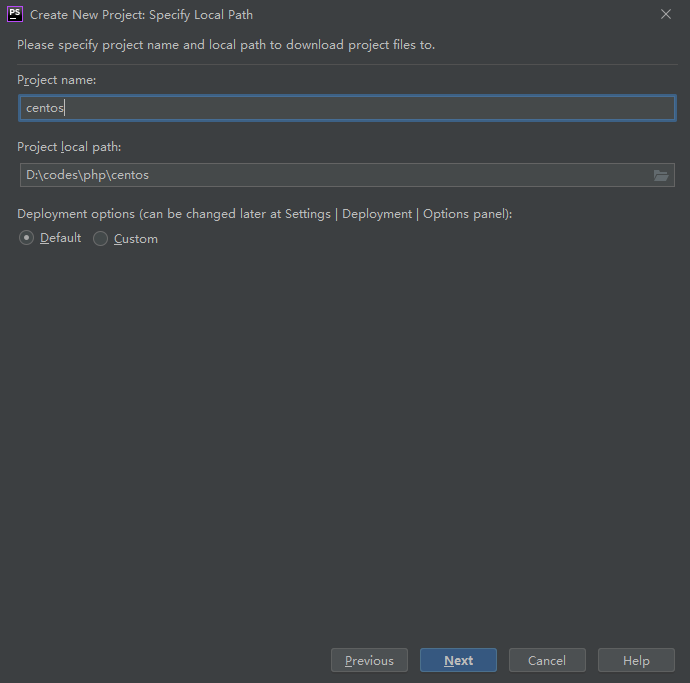 PS Create New Project: Specify Local Path
Please specify project name and local path to download project files to.
Project name:
centos
Project local path:
D:\codes\php\centos
Deployment options (can be changed later at Settings | Deployment | Options panel):
Default Custom
Previous Next Cancel Help